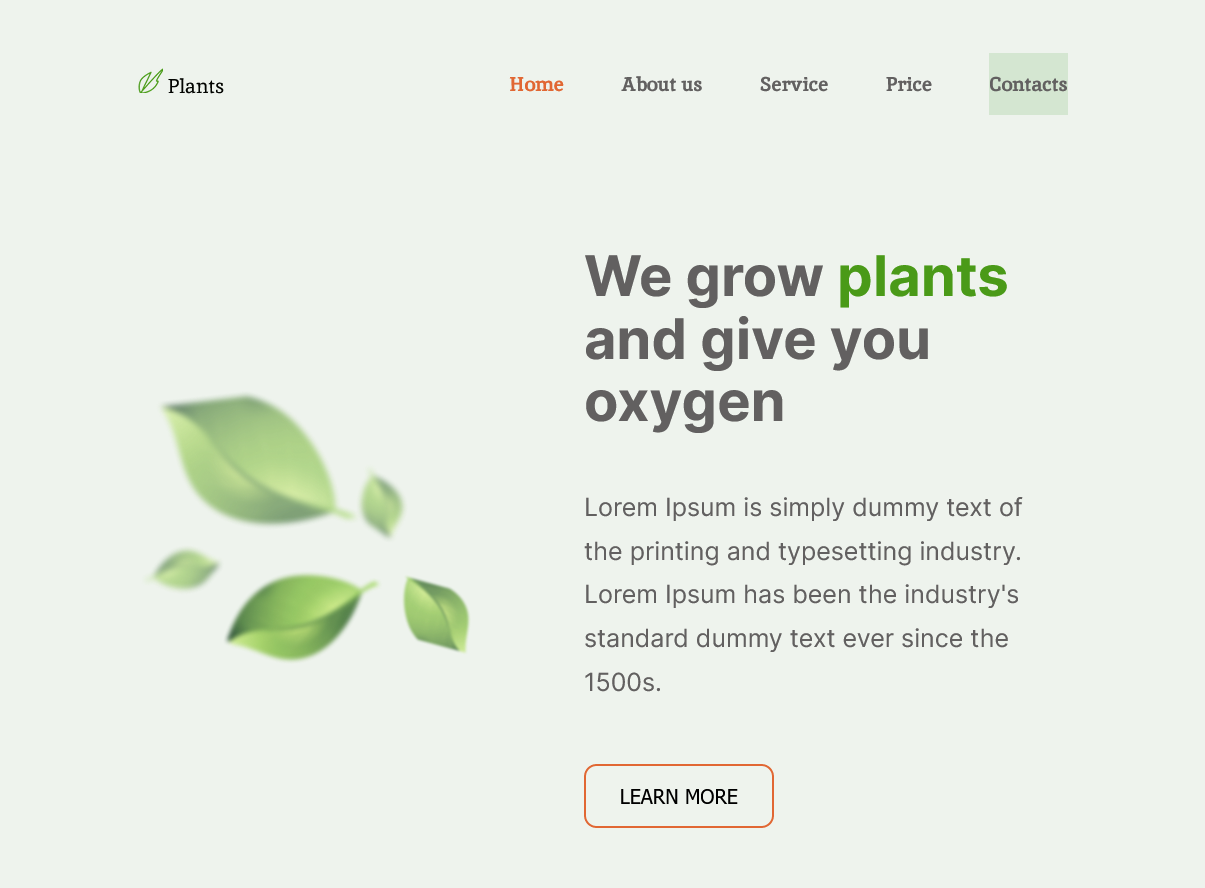 Plants
Home About us Service Price Contacts
We grow plants
and give you
oxygen
Lorem Ipsum is simply dummy text of
the printing and typesetting industry.
Lorem Ipsum has been the industry's
standard dummy text ever since the
1500s.
LEARN MORE